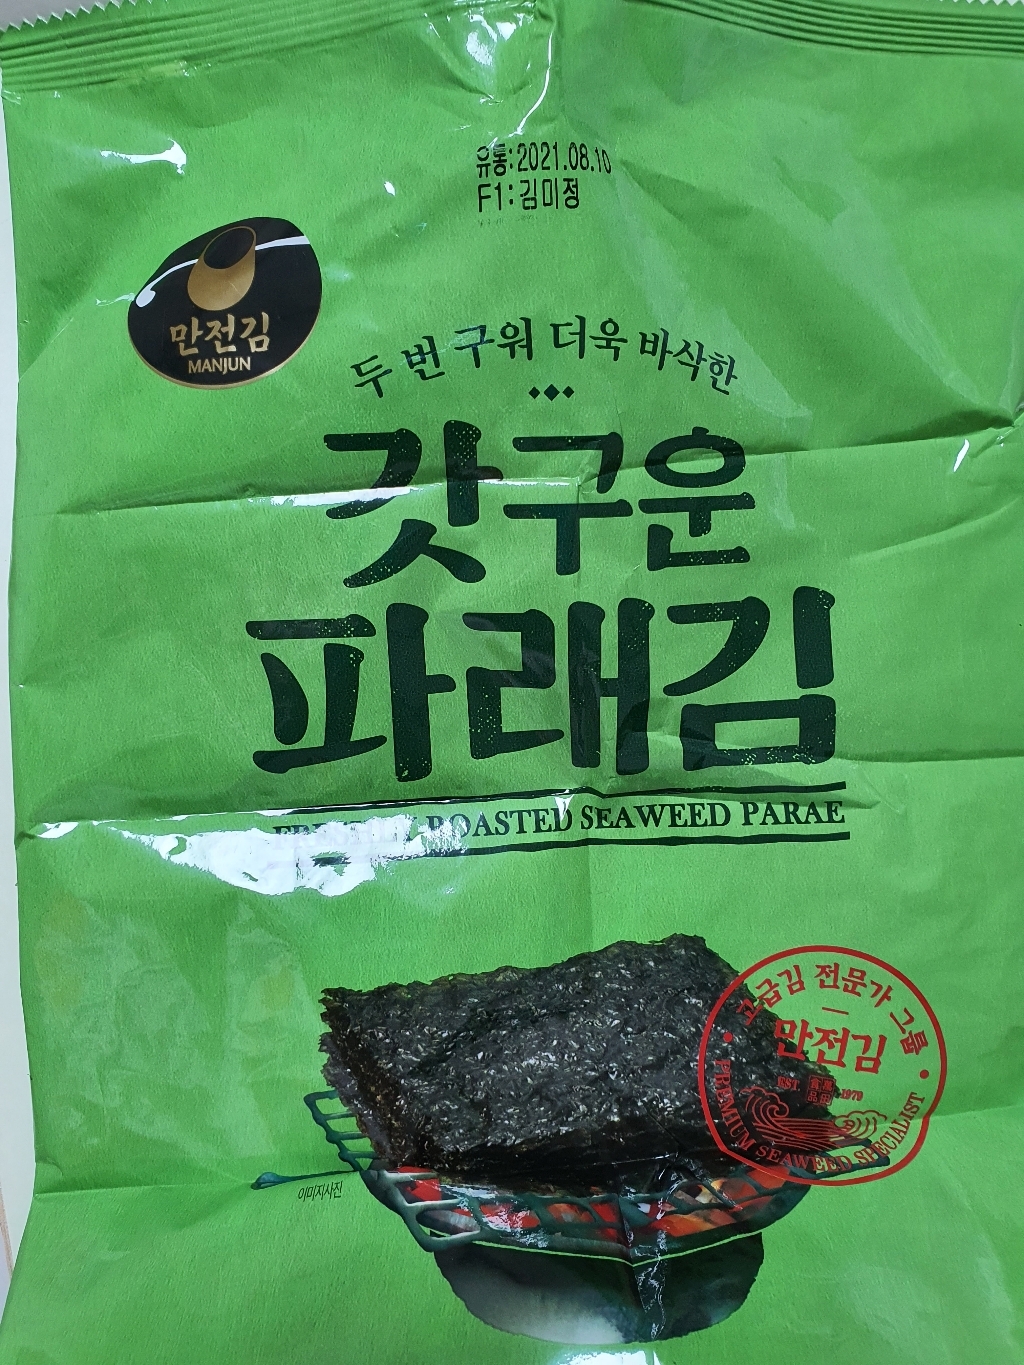 유통:2021.08.10
F1:김미정
만전김
MANJUN
두 번 구워 더욱 바삭한
갓구운
파래김
ROASTED SEAWEED PARAE
고급김 전문가 그룹
만전김
EST. 1979
PREMIUM SEAWEED SPECIALIST
이미지사진